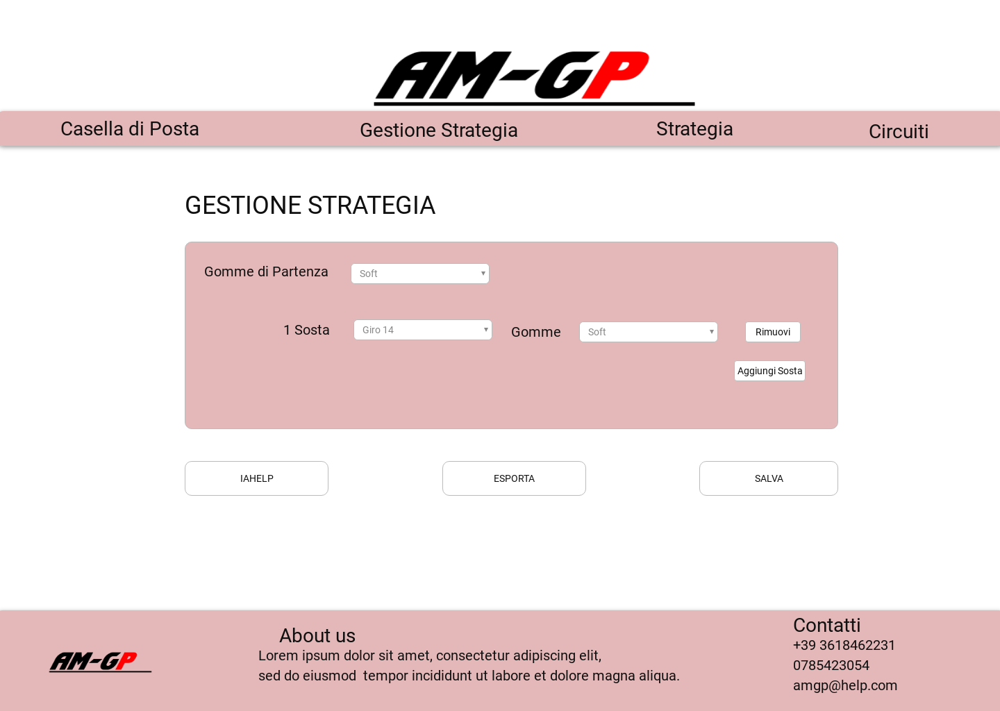 AM-GP
Casella di Posta
Gestione Strategia
Strategia
Circuiti
GESTIONE STRATEGIA
Gomme di Partenza
Soft
1 Sosta
Giro 14
Gomme
Soft
Rimuovi
Aggiungi Sosta
IAHELP
ESPORTA
SALVA
AM-GP
About us
Lorem ipsum dolor sit amet, consectetur adipiscing elit,
sed do eiusmod  tempor incididunt ut labore et dolore magna aliqua.
Contatti
+39 3618462231
0785423054
amgp@help.com